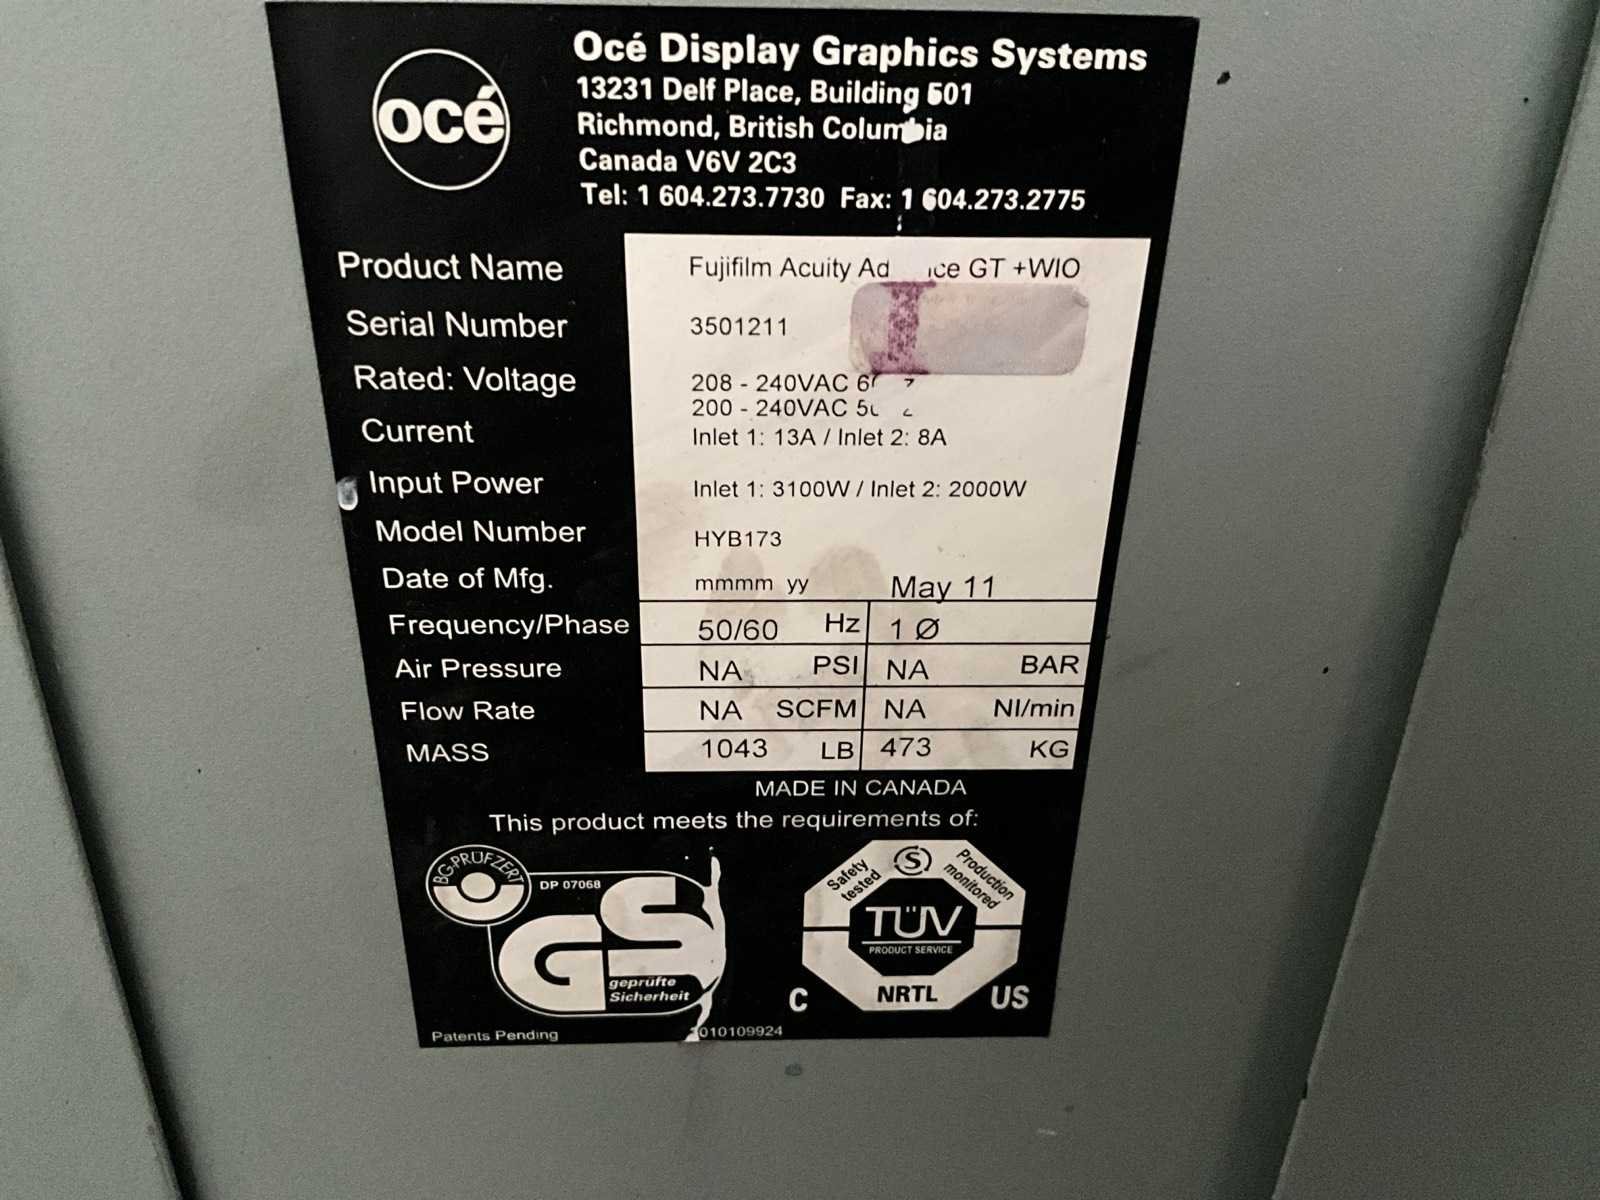 océ
Océ Display Graphics Systems
13231 Delf Place, Building 501
Richmond, British Columbia
Canada V6V 2C3
Tel: 1 604.273.7730 Fax: 1 604.273.2775
Product Name Fujifilm Acuity GT +WIO
Serial Number 3501211
Rated: Voltage 208 - 240VAC
200 - 240VAC
Current Inlet 1: 13A / Inlet 2: 8A
Input Power Inlet 1: 3100W / Inlet 2: 2000W
Model Number HYB173
Date of Mfg. mmmm yy May 11
Frequency/Phase 50/60 Hz 1 Ø
Air Pressure NA PSI NA BAR
Flow Rate NA SCFM NA Nl/min
MASS 1043 LB 473 KG
MADE IN CANADA
This product meets the requirements of:
BG-PRÜFZERT
DP 07068
GS
geprüfte
Sicherheit
Safety
tested
S
Production
monitored
TÜV
PRODUCT SERVICE
C NRTL US
Patents Pending